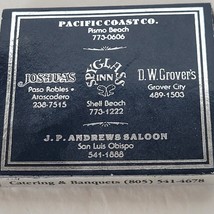 PACIFIC COAST CO.
Pismo Beach
773-0606
JOSHUA'S
Paso Robles •
Atascadero
238-7515
SPYGLASS
INN
Shell Beach
773-1222
D.W. Grover's
Grover City
489-1503
J.P. ANDREWS SALOON
San Luis Obispo
541-1888
Catering & Banquets (805) 541-4678